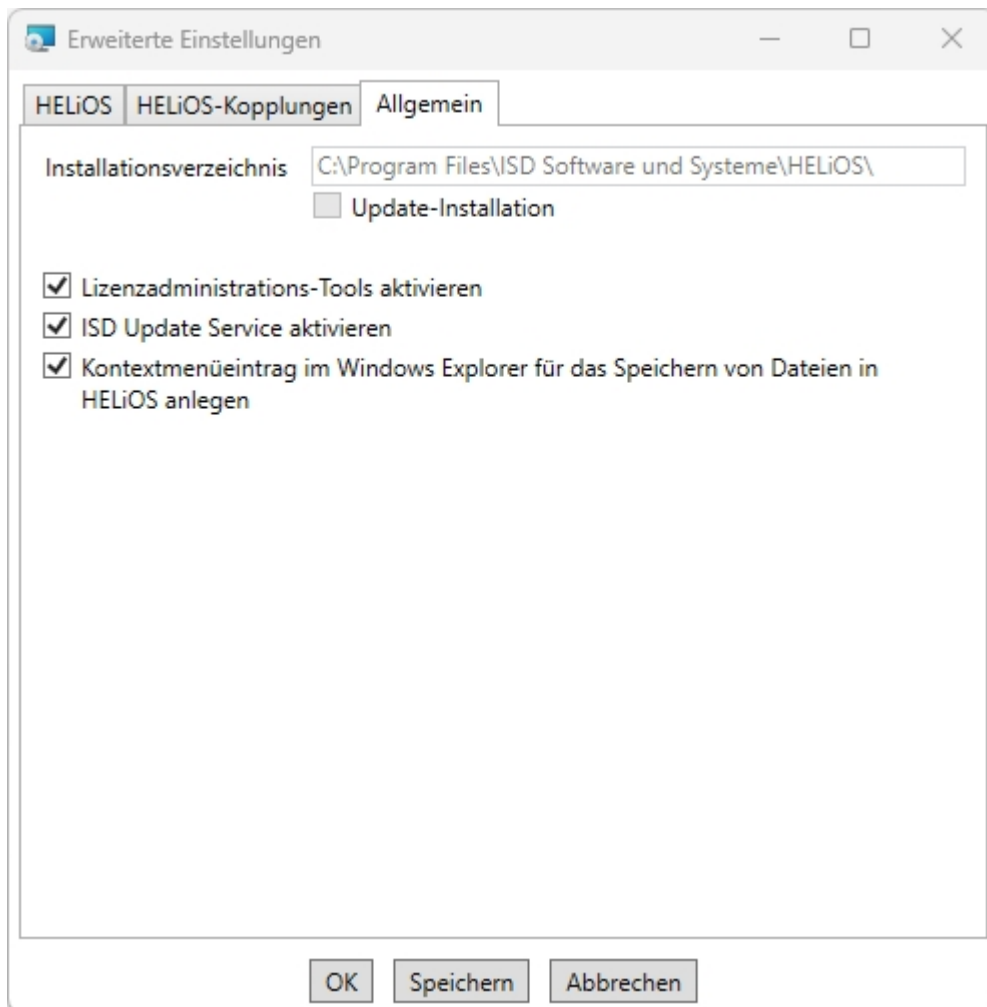 Erweiterte Einstellungen
HELiOS HELiOS-Kopplungen Allgemein
Installationsverzeichnis C:\Program Files\ISD Software und Systeme\HELiOS\
Update-Installation
Lizenzadministrations-Tools aktivieren
ISD Update Service aktivieren
Kontextmenüeintrag im Windows Explorer für das Speichern von Dateien in
HELiOS anlegen
OK Speichern Abbrechen